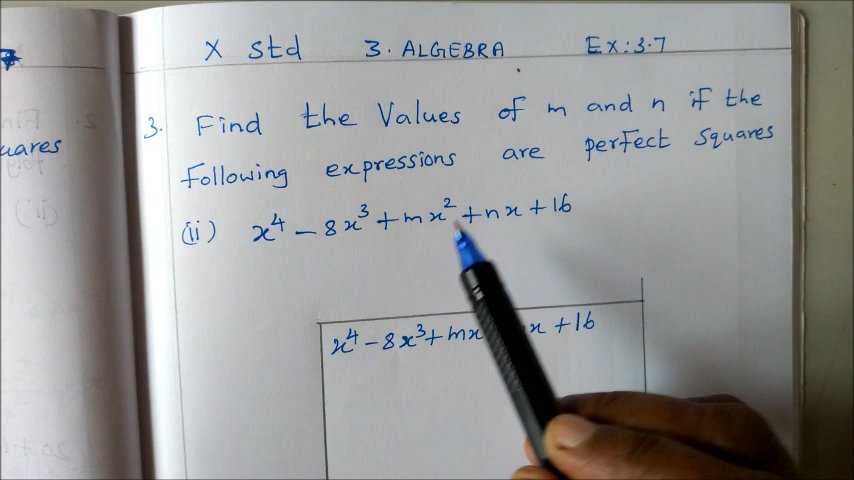 X std 3. ALGEBRA Ex: 3.7
uares
3. Find the Values of m and n if the
following expressions are perfect squares
(ii) x⁴ - 8x³ + mx² + nx + 16
x⁴ - 8x³ + mx x + 16